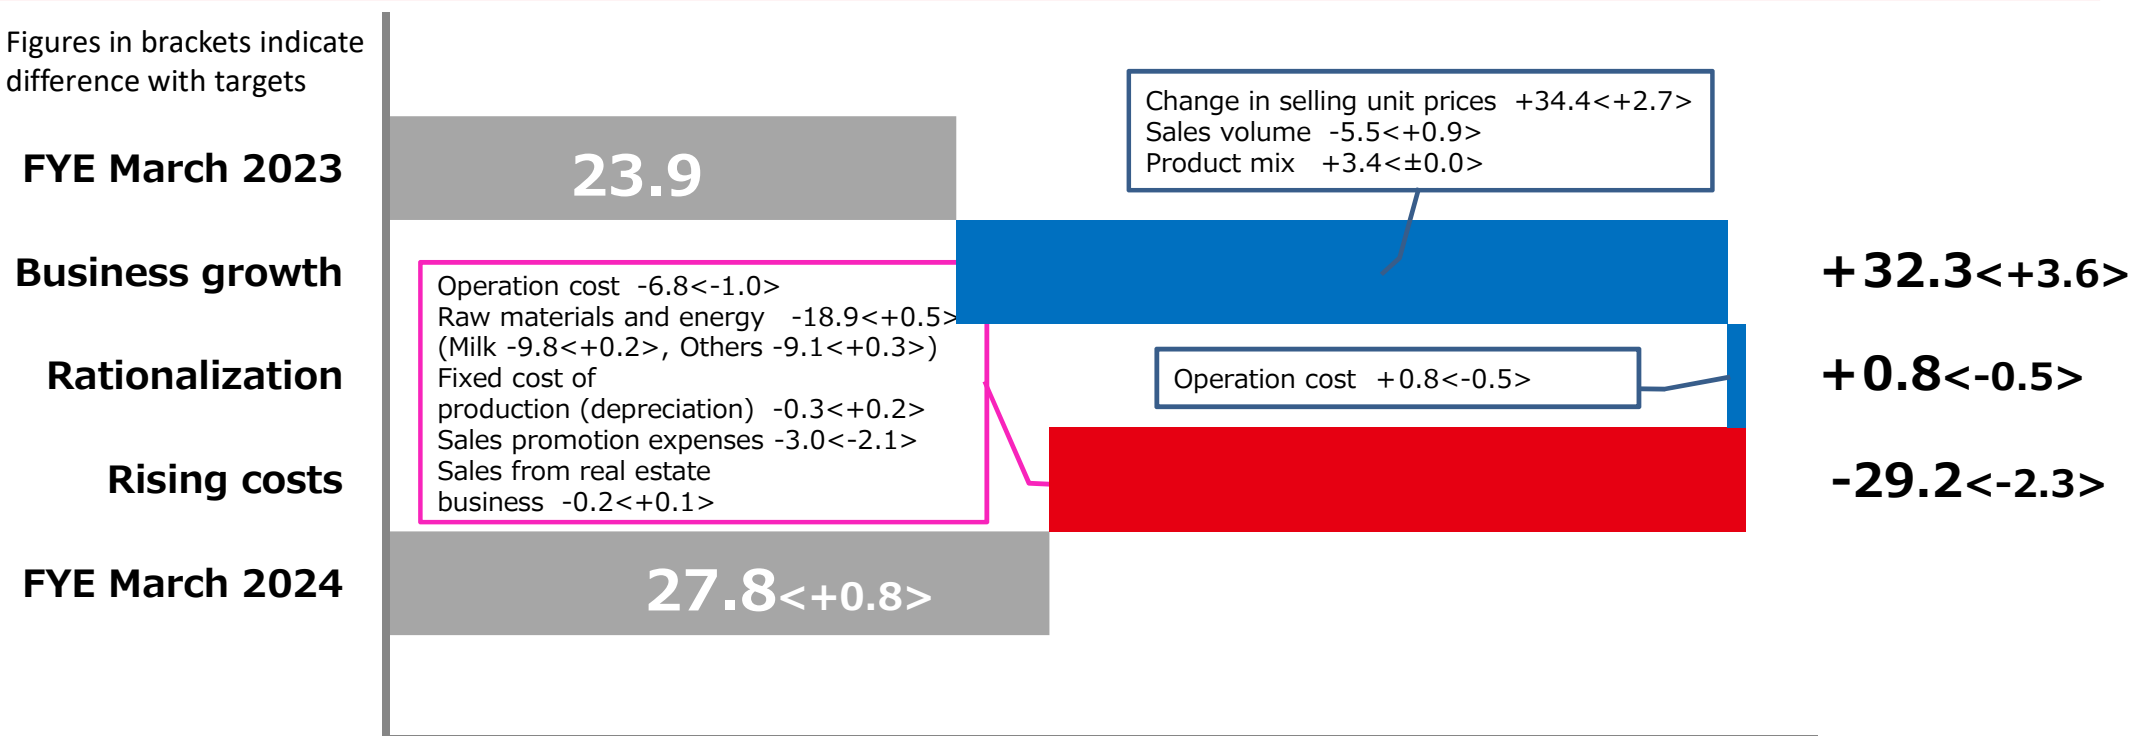 Figures in brackets indicate
difference with targets
FYE March 2023
23.9
Change in selling unit prices +34.4<+2.7>
Sales volume -5.5<+0.9>
Product mix +3.4<±0.0>
Business growth
+32.3<+3.6>
Operation cost -6.8<-1.0>
Raw materials and energy -18.9<+0.5>
(Milk -9.8<+0.2>, Others -9.1<+0.3>)
Fixed cost of
production (depreciation) -0.3<+0.2>
Sales promotion expenses -3.0<-2.1>
Sales from real estate
business -0.2<+0.1>
Rationalization
Operation cost +0.8<-0.5>
+0.8<-0.5>
Rising costs
-29.2<-2.3>
FYE March 2024
27.8<+0.8>